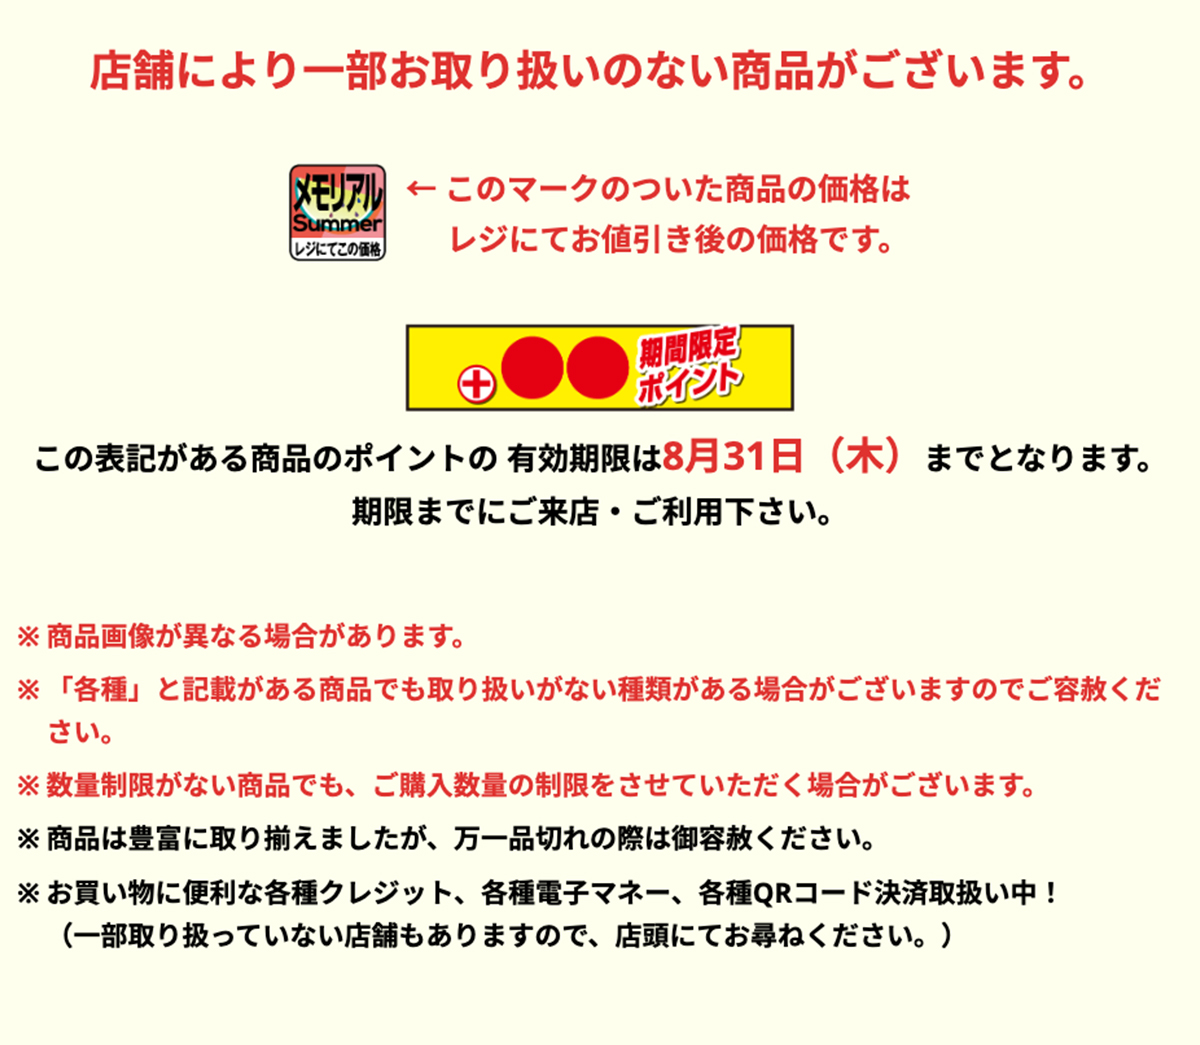 店舗により一部お取り扱いのない商品がございます。
メモリアル
Summer
レジにてこの価格
← このマークのついた商品の価格は
レジにてお値引き後の価格です。
+●●期間限定
ポイント
この表記がある商品のポイントの 有効期限は8月31日（木）までとなります。
期限までにご来店・ご利用下さい。
※ 商品画像が異なる場合があります。
※ 「各種」と記載がある商品でも取り扱いがない種類がある場合がございますのでご容赦くだ
さい。
※ 数量制限がない商品でも、ご購入数量の制限をさせていただく場合がございます。
※ 商品は豊富に取り揃えましたが、万一品切れの際は御容赦ください。
※ お買い物に便利な各種クレジット、各種電子マネー、各種QRコード決済取扱い中！
（一部取り扱っていない店舗もありますので、店頭にてお尋ねください。）